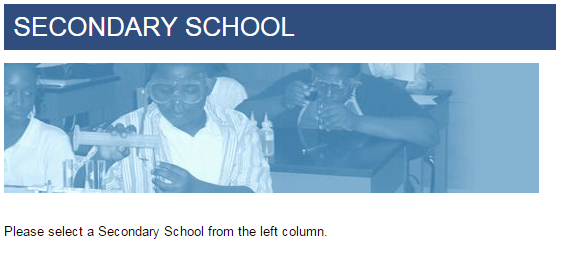 SECONDARY SCHOOL
Please select a Secondary School from the left column.